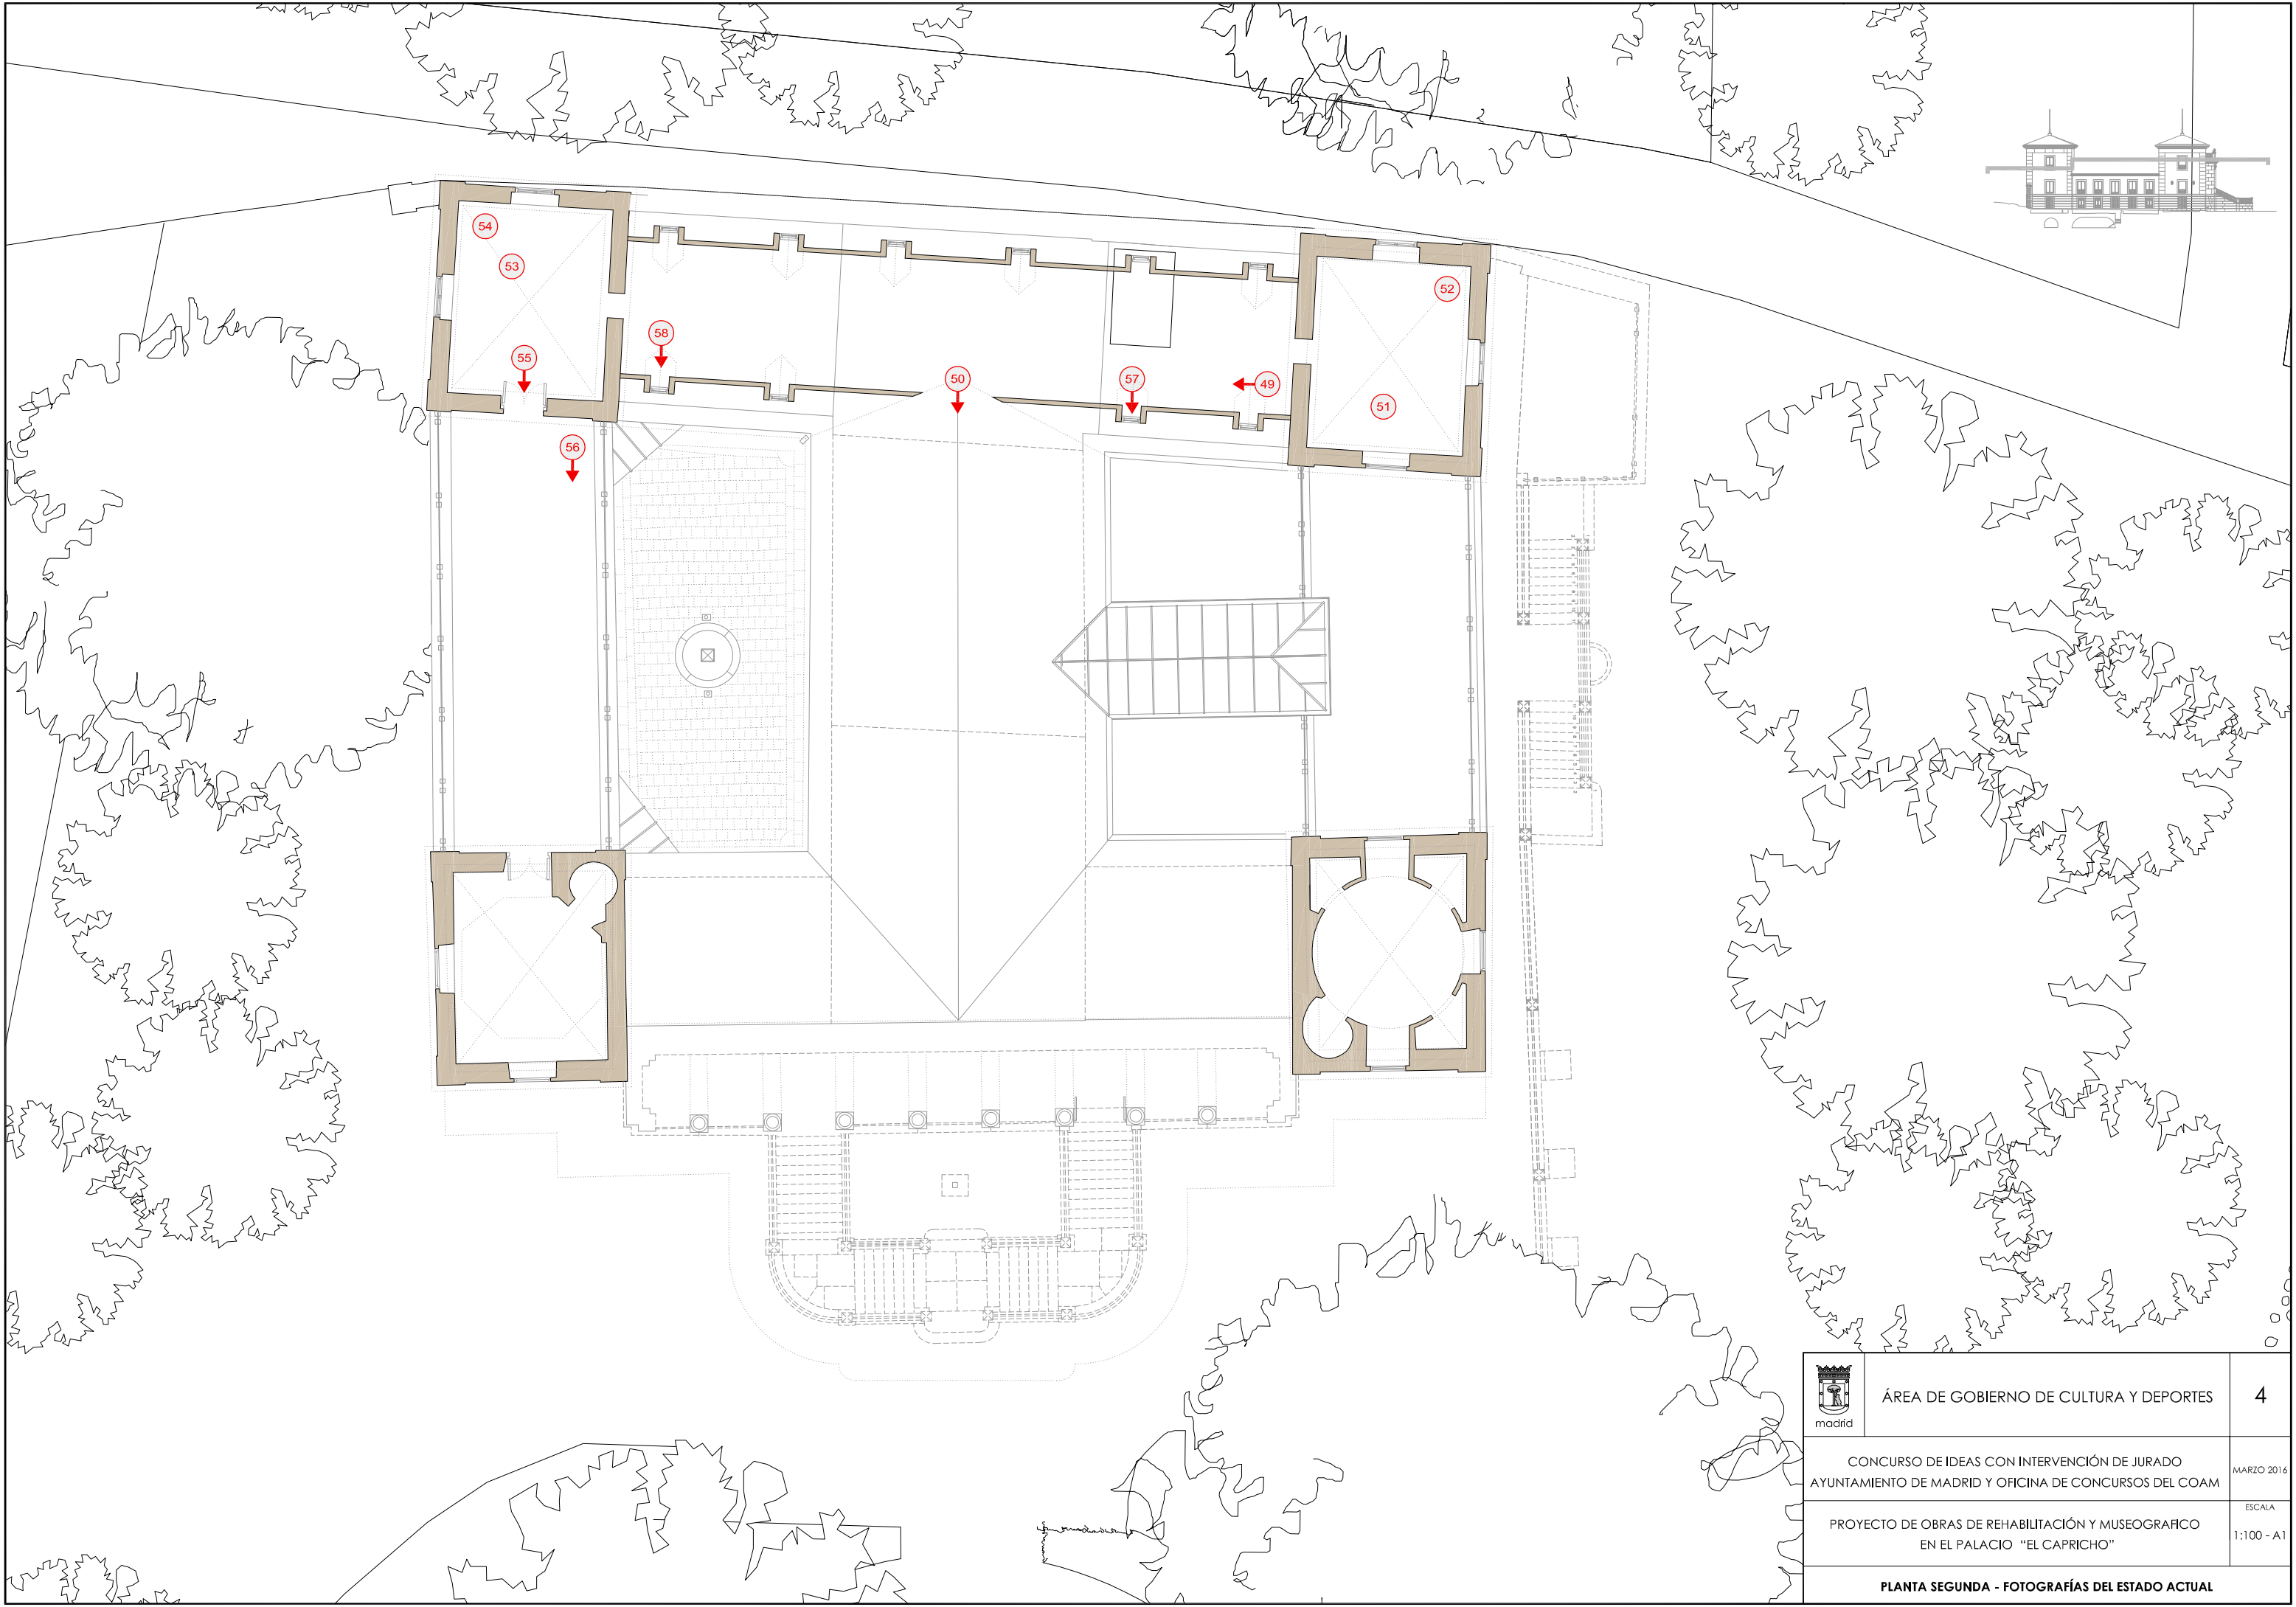 54
53
52
58
55
50
57
49
51
56
madrid
ÁREA DE GOBIERNO DE CULTURA Y DEPORTES
4
CONCURSO DE IDEAS CON INTERVENCIÓN DE JURADO
AYUNTAMIENTO DE MADRID Y OFICINA DE CONCURSOS DEL COAM
MARZO 2016
PROYECTO DE OBRAS DE REHABILITACIÓN Y MUSEOGRAFICO
EN EL PALACIO "EL CAPRICHO"
ESCALA
1:100 - A1
PLANTA SEGUNDA - FOTOGRAFÍAS DEL ESTADO ACTUAL